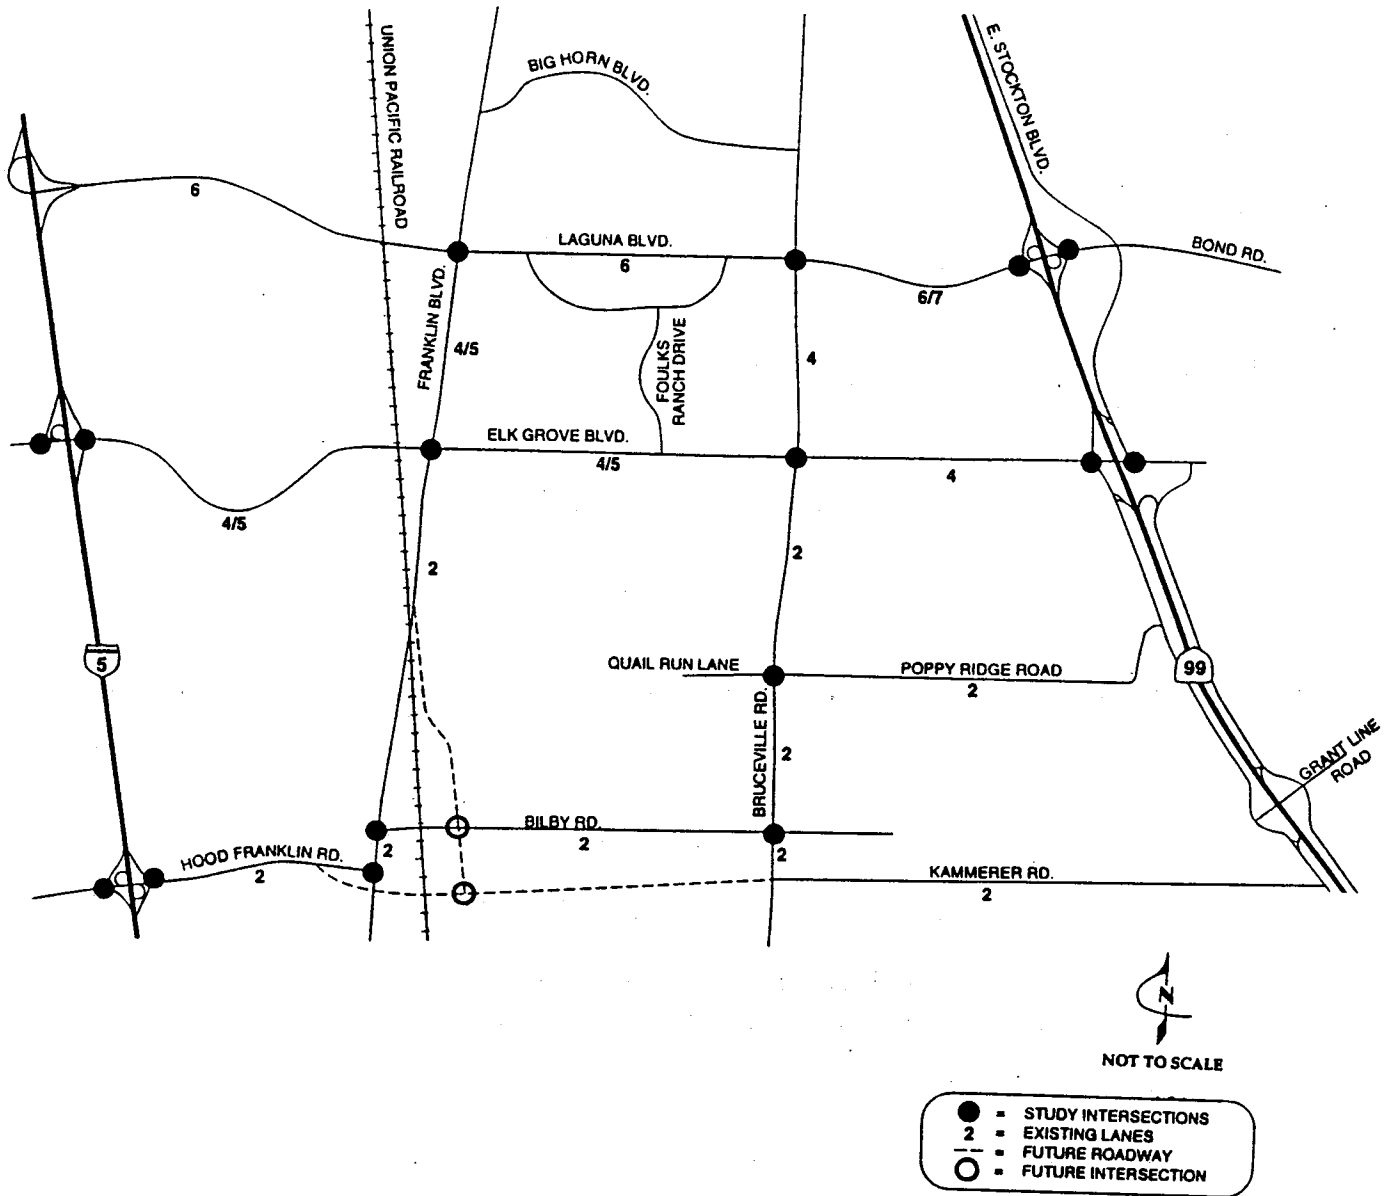 UNION PACIFIC RAILROAD
BIG HORN BLVD.
E. STOCKTON BLVD.
6
LAGUNA BLVD.
6
BOND RD.
6/7
FRANKLIN BLVD.
4/5
FOULKS
RANCH DRIVE
4
ELK GROVE BLVD.
4/5
4
4/5
2
2
5
QUAIL RUN LANE
POPPY RIDGE ROAD
2
99
BRUCEVILLE RD.
2
GRANT LINE
ROAD
BILBY RD.
2
2
2
HOOD FRANKLIN RD.
2
KAMMERER RD.
2
N
NOT TO SCALE
= STUDY INTERSECTIONS
2 = EXISTING LANES
= FUTURE ROADWAY
= FUTURE INTERSECTION